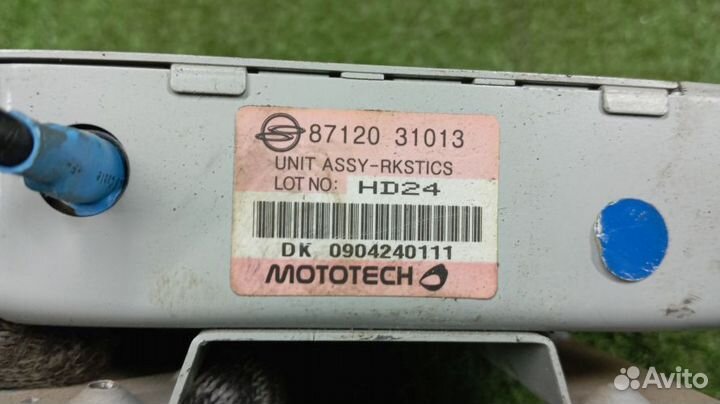 87120 31013
UNIT ASSY-RKSTICS
LOT NO: HD24
DK 0904240111
MOTOTECH
Avito